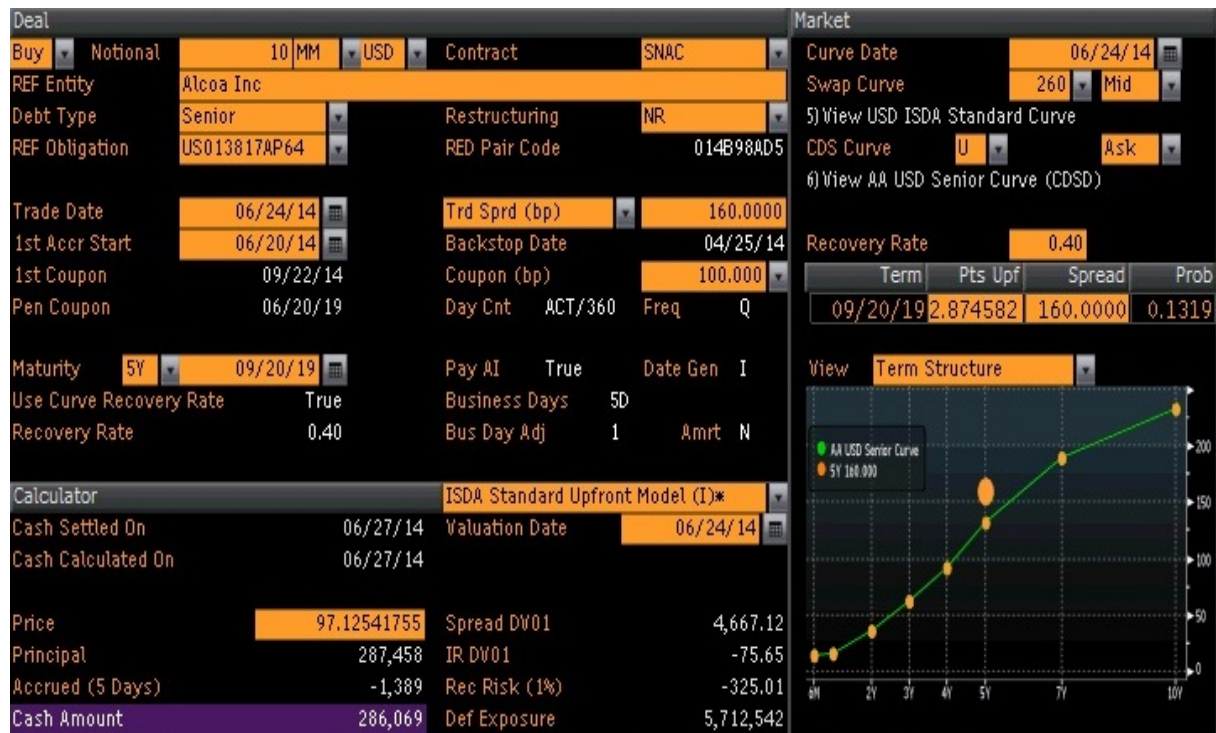 Deal
Buy Notional 10 MM USD Contract SNAC
REF Entity Alcoa Inc
Debt Type Senior Restructuring NR
REF Obligation US013817AP64 RED Pair Code 014B98AD5
Trade Date 06/24/14 Trd Sprd (bp) 160.0000
1st Accr Start 06/20/14 Backstop Date 04/25/14
1st Coupon 09/22/14 Coupon (bp) 100.000
Pen Coupon 06/20/19 Day Cnt ACT/360 Freq Q
Maturity 5Y 09/20/19 Pay AI True Date Gen I
Use Curve Recovery Rate True Business Days 5D
Recovery Rate 0.40 Bus Day Adj 1 Amrt N
Calculator ISDA Standard Upfront Model (I)*
Cash Settled On 06/27/14 Valuation Date 06/24/14
Cash Calculated On 06/27/14
Price 97.12541755 Spread DV01 4,667.12
Principal 287,458 IR DV01 -75.65
Accrued (5 Days) -1,389 Rec Risk (1%) -325.01
Cash Amount 286,069 Def Exposure 5,712,542
Market
Curve Date 06/24/14
Swap Curve 260 Mid
5) View USD ISDA Standard Curve
CDS Curve U Ask
6) View AA USD Senior Curve (CDSD)
Recovery Rate 0.40
Term Pts Upf Spread Prob
09/20/19 2.874582 160.0000 0.1319
View Term Structure
AA USD Senior Curve
5Y 160.000
200
150
100
50
0
6M 2Y 3Y 4Y 5Y 7Y 10Y